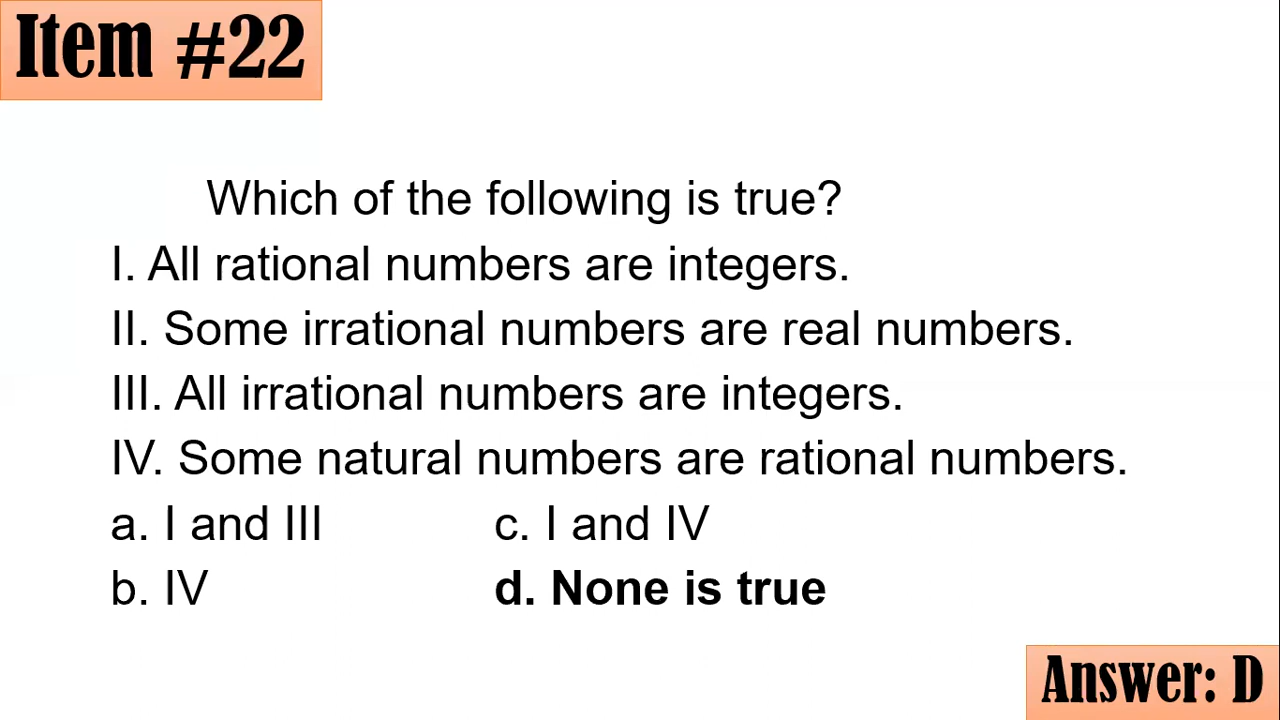 Item #22
Which of the following is true?
I. All rational numbers are integers.
II. Some irrational numbers are real numbers.
III. All irrational numbers are integers.
IV. Some natural numbers are rational numbers.
a. I and III c. I and IV
b. IV d. None is true
Answer: D